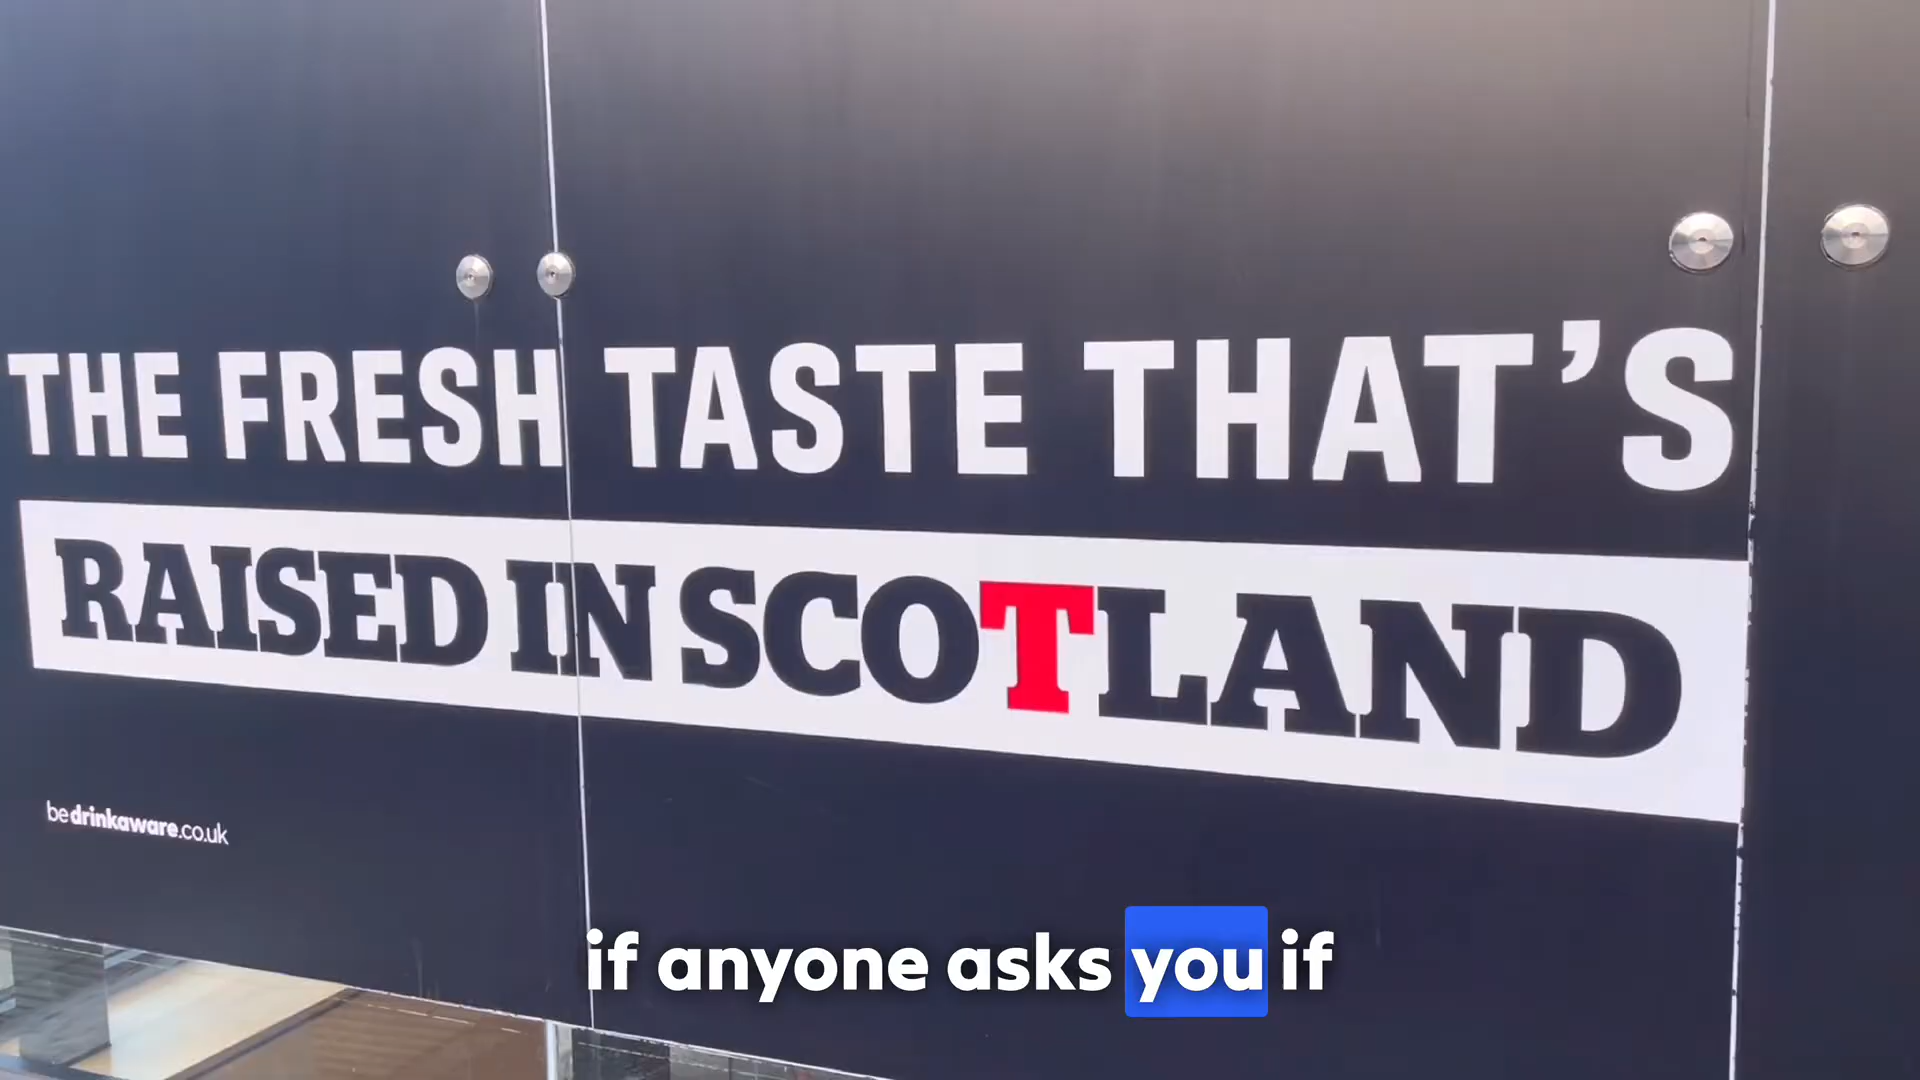 THE FRESH TASTE THAT'S
RAISED IN SCOTLAND
bedrinkaware.co.uk
if anyone asks you if